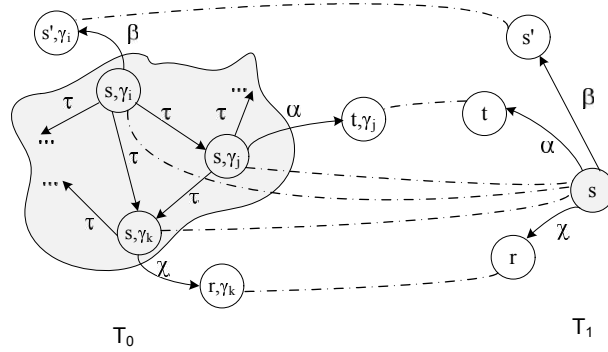 s',γi
β
s'
s,γi
β
τ
τ
τ
...
α
t,γj
t
...
τ
s,γj
α
...
τ
s
τ
s,γk
χ
χ
r
r,γk
T0
T1